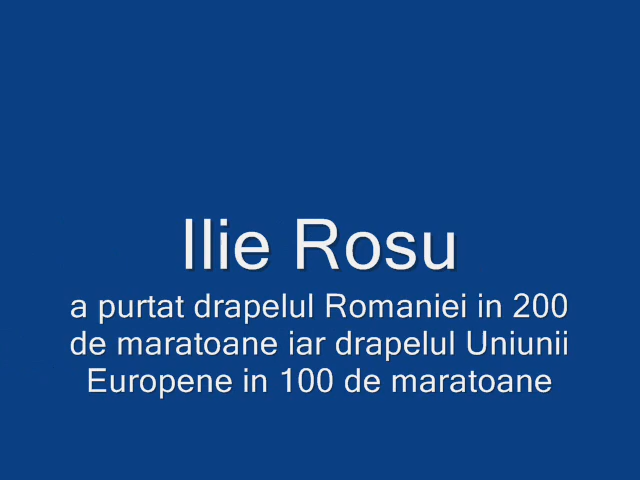 Ilie Rosu
a purtat drapelul Romaniei in 200
de maratoane iar drapelul Uniunii
Europene in 100 de maratoane